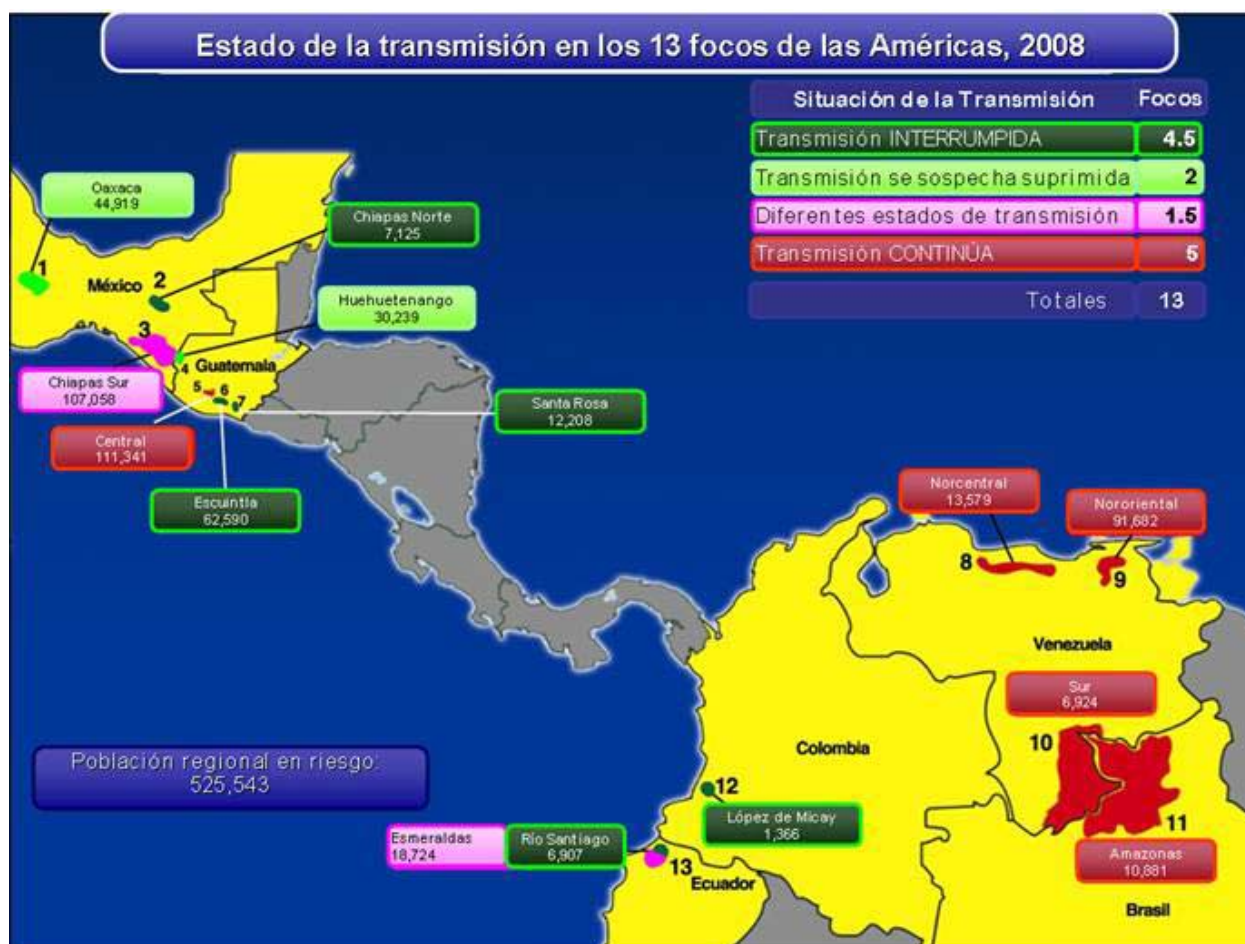 Estado de la transmisión en los 13 focos de las Américas, 2008
Situación de la Transmisión Focos
Transmisión INTERRUMPIDA 4.5
Transmisión se sospecha suprimida 2
Diferentes estados de transmisión 1.5
Transmisión CONTINÚA 5
Totales 13
Oaxaca
44,919
Chiapas Norte
7,125
1
México
2
Huehuetenango
30,239
3
4
Guatemala
Chiapas Sur
107,058
5
6
7
Santa Rosa
12,208
Central
111,341
Escuintla
62,590
Norcentral
13,579
Nororiental
91,682
8
9
Venezuela
Sur
6,924
10
Colombia
Población regional en riesgo:
525,543
12
López de Micay
1,366
11
Esmeraldas
18,724
Río Santiago
6,907
13
Ecuador
Amazonas
10,881
Brasil